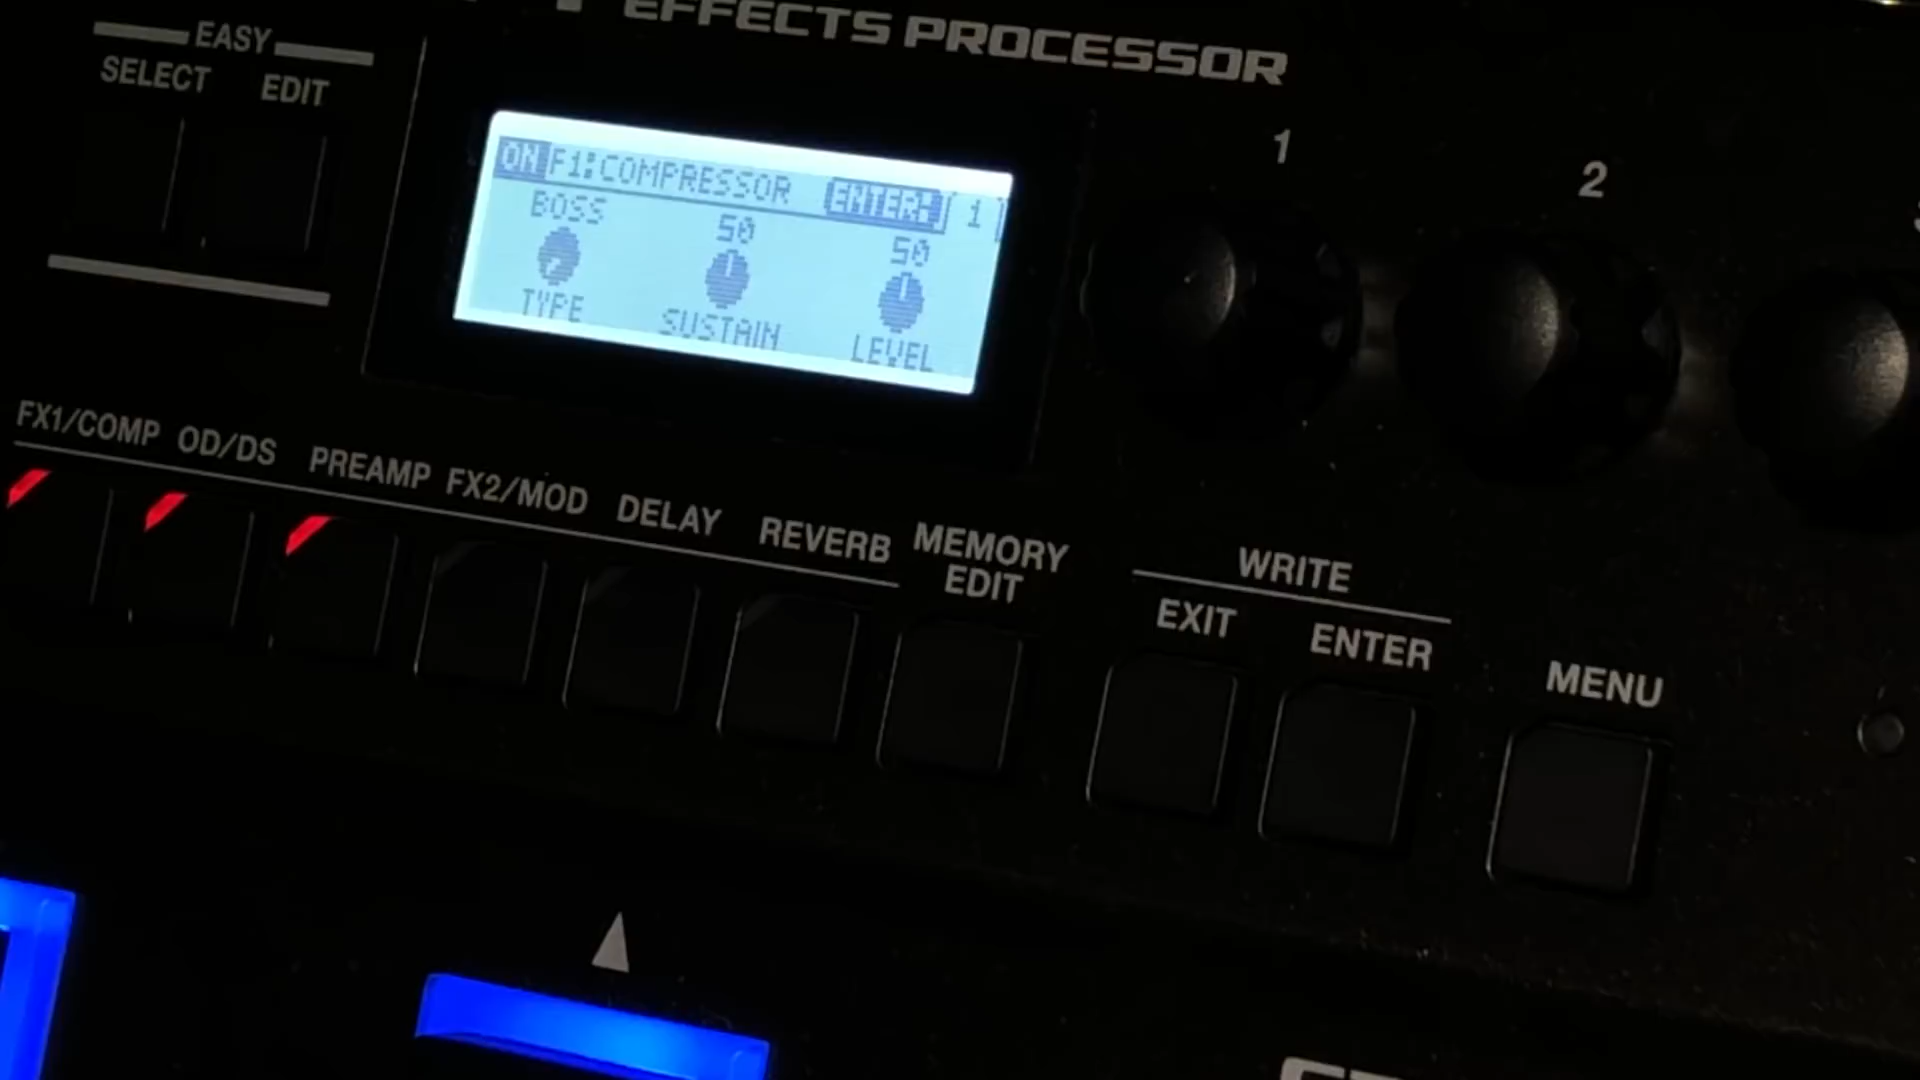 EFFECTS PROCESSOR
EASY
SELECT EDIT
1
2
ON F1:COMPRESSOR ENTER 1
BOSS 50 50
TYPE SUSTAIN LEVEL
FX1/COMP OD/DS PREAMP FX2/MOD DELAY REVERB
MEMORY
EDIT
WRITE
EXIT ENTER
MENU